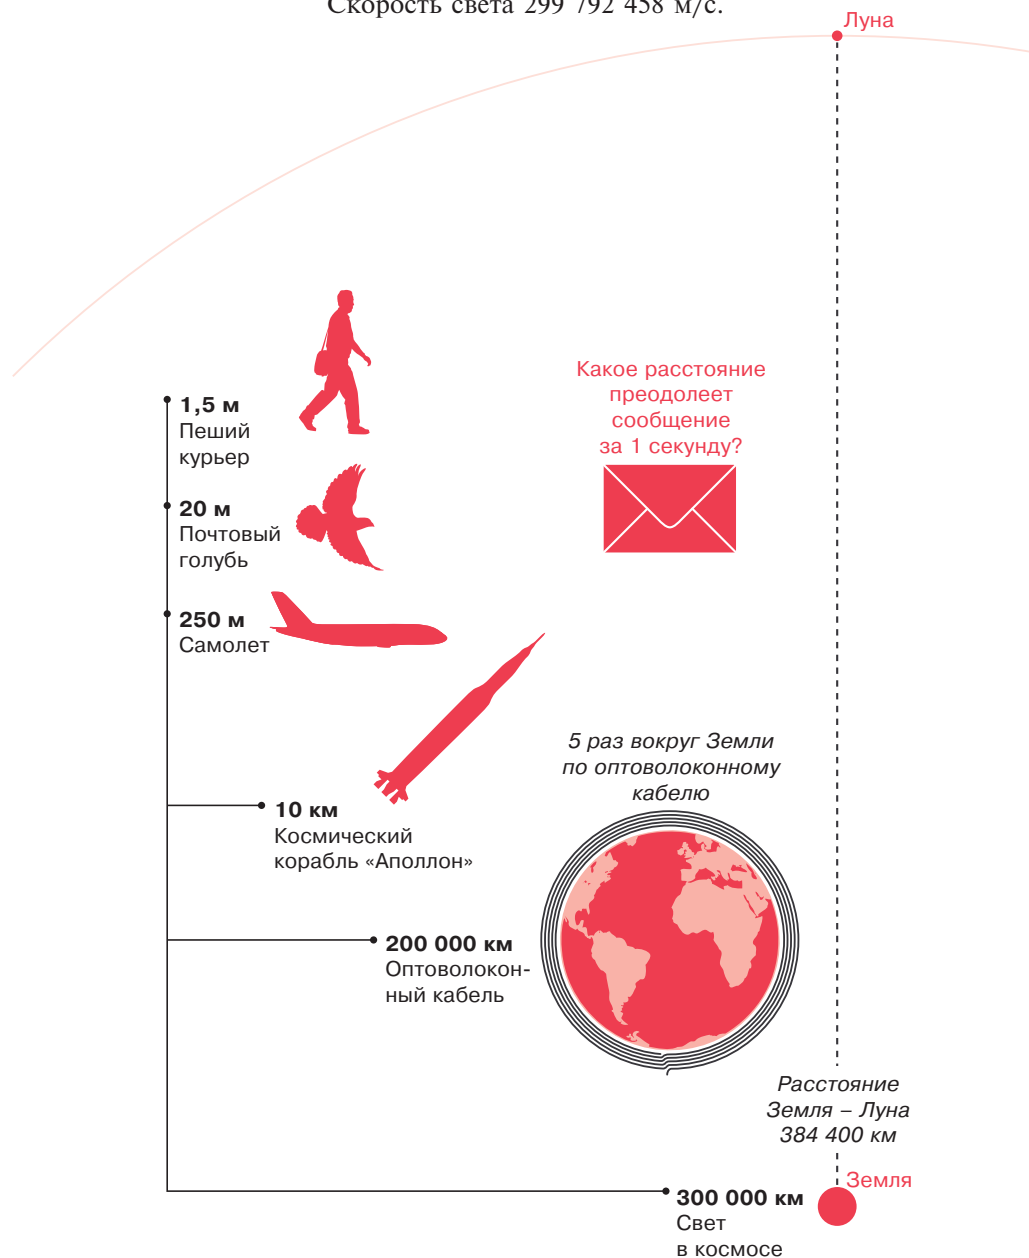 Скорость света 299 792 458 м/с.
Луна
Какое расстояние
преодолеет
сообщение
за 1 секунду?
1,5 м
Пеший
курьер
20 м
Почтовый
голубь
250 м
Самолет
10 км
Космический
корабль «Аполлон»
5 раз вокруг Земли
по оптоволоконному
кабелю
200 000 км
Оптоволокон-
ный кабель
Расстояние
Земля – Луна
384 400 км
Земля
300 000 км
Свет
в космосе